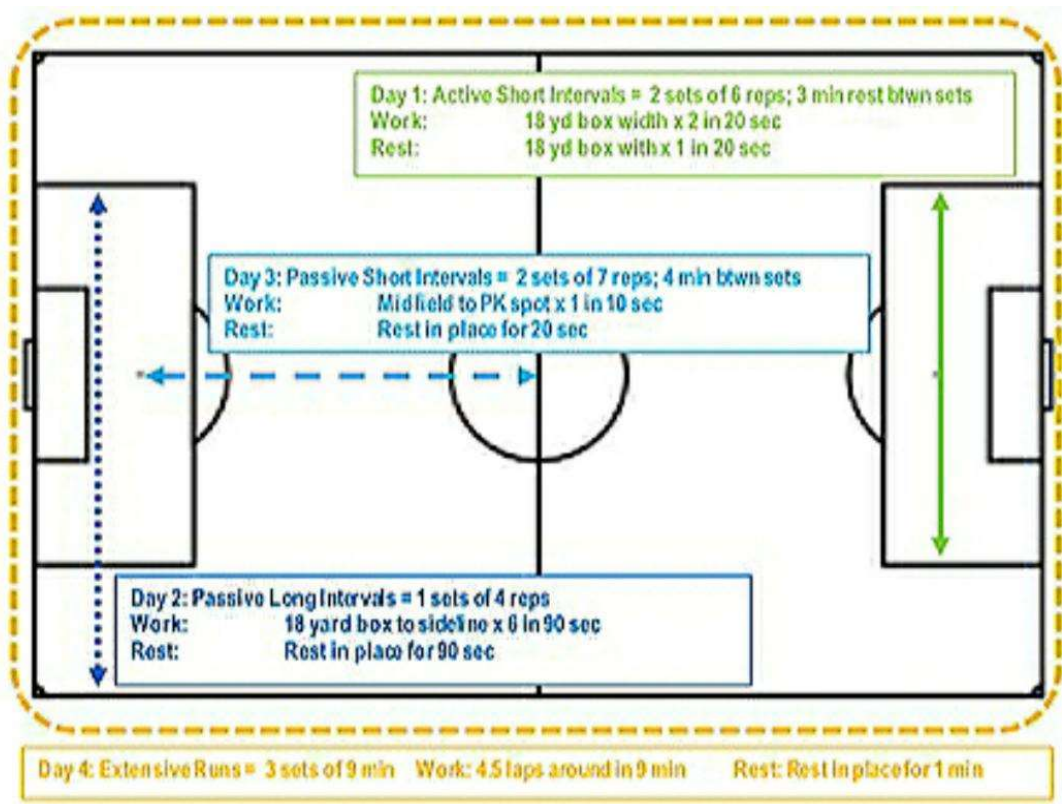 Day 1: Active Short Intervals = 2 sets of 6 reps; 3 min rest btwn sets
Work: 18 yd box width x 2 in 20 sec
Rest: 18 yd box with x 1 in 20 sec
Day 3: Passive Short Intervals = 2 sets of 7 reps; 4 min btwn sets
Work: Midfield to PK spot x 1 in 10 sec
Rest: Rest in place for 20 sec
Day 2: Passive Long Intervals = 1 sets of 4 reps
Work: 18 yard box to sideline x 6 in 90 sec
Rest: Rest in place for 90 sec
Day 4: Extensive Runs = 3 sets of 9 min Work: 4.5 laps around in 9 min Rest: Rest in place for 1 min